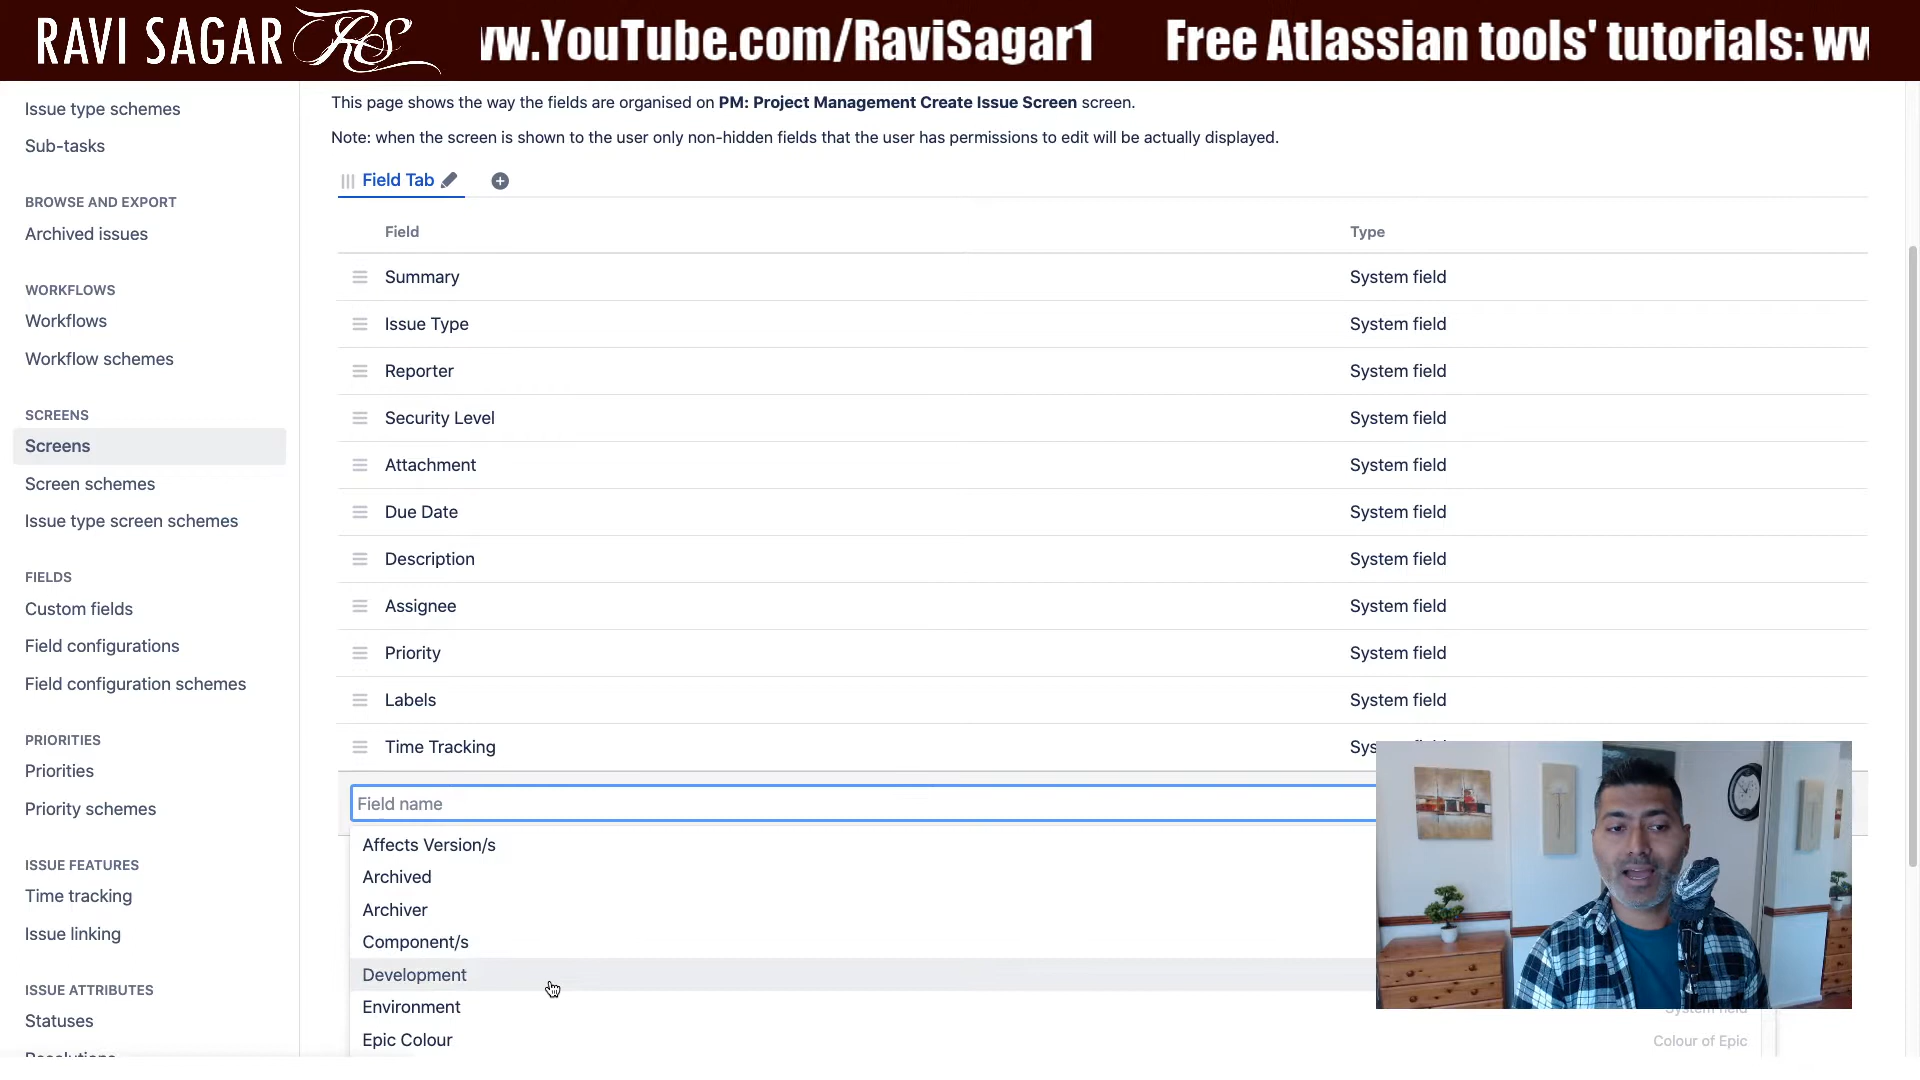 RAVI SAGAR RS
vw.YouTube.com/RaviSagar1 Free Atlassian tools' tutorials: wv
Issue type schemes
Sub-tasks
BROWSE AND EXPORT
Archived issues
WORKFLOWS
Workflows
Workflow schemes
SCREENS
Screens
Screen schemes
Issue type screen schemes
FIELDS
Custom fields
Field configurations
Field configuration schemes
PRIORITIES
Priorities
Priority schemes
ISSUE FEATURES
Time tracking
Issue linking
ISSUE ATTRIBUTES
Statuses
Resolutions
This page shows the way the fields are organised on PM: Project Management Create Issue Screen screen.
Note: when the screen is shown to the user only non-hidden fields that the user has permissions to edit will be actually displayed.
Field Tab
Field Type
Summary System field
Issue Type System field
Reporter System field
Security Level System field
Attachment System field
Due Date System field
Description System field
Assignee System field
Priority System field
Labels System field
Time Tracking Sys
Field name
Affects Version/s
Archived
Archiver
Component/s
Development
Environment System field
Epic Colour Colour of Epic